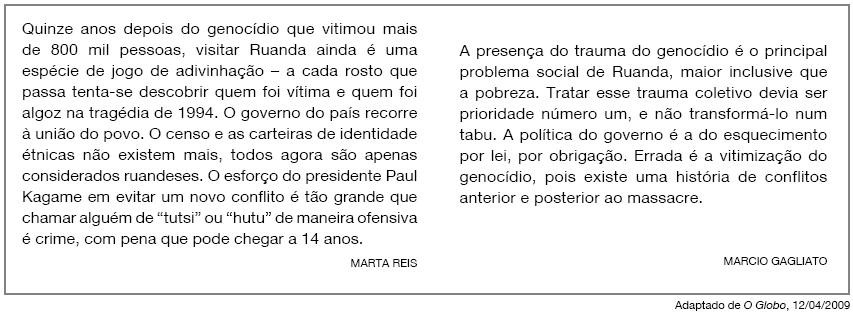 Quinze anos depois do genocídio que vitimou mais
de 800 mil pessoas, visitar Ruanda ainda é uma
espécie de jogo de adivinhação – a cada rosto que
passa tenta-se descobrir quem foi vítima e quem foi
algoz na tragédia de 1994. O governo do país recorre
à união do povo. O censo e as carteiras de identidade
étnicas não existem mais, todos agora são apenas
considerados ruandeses. O esforço do presidente Paul
Kagame em evitar um novo conflito é tão grande que
chamar alguém de “tutsi” ou “hutu” de maneira ofensiva
é crime, com pena que pode chegar a 14 anos.
MARTA REIS
A presença do trauma do genocídio é o principal
problema social de Ruanda, maior inclusive que
a pobreza. Tratar esse trauma coletivo devia ser
prioridade número um, e não transformá-lo num
tabu. A política do governo é a do esquecimento
por lei, por obrigação. Errada é a vitimização do
genocídio, pois existe uma história de conflitos
anterior e posterior ao massacre.
MARCIO GAGLIATO
Adaptado de O Globo, 12/04/2009